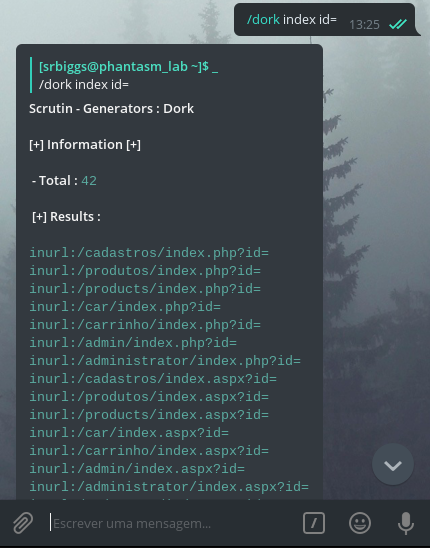 /dork index id=
13:25
[srbiggs@phantasm_lab ~]$ _
/dork index id=
Scrutin - Generators : Dork
[+] Information [+]
- Total : 42
[+] Results :
inurl:/cadastros/index.php?id=
inurl:/produtos/index.php?id=
inurl:/products/index.php?id=
inurl:/car/index.php?id=
inurl:/carrinho/index.php?id=
inurl:/admin/index.php?id=
inurl:/administrator/index.php?id=
inurl:/cadastros/index.aspx?id=
inurl:/produtos/index.aspx?id=
inurl:/products/index.aspx?id=
inurl:/car/index.aspx?id=
inurl:/carrinho/index.aspx?id=
inurl:/admin/index.aspx?id=
inurl:/administrator/index.aspx?id=
Escrever uma mensagem...